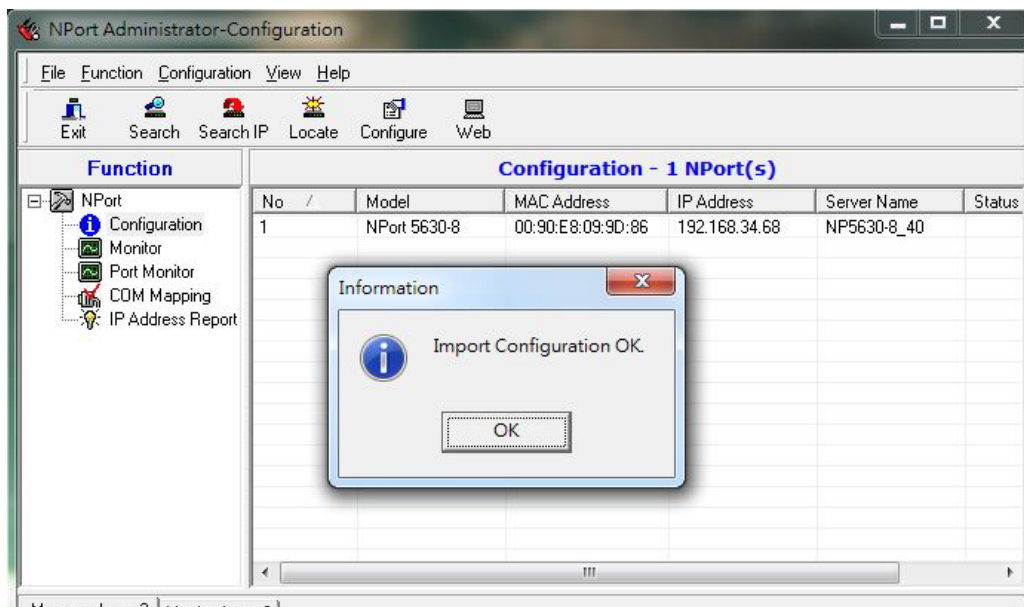 NPort Administrator-Configuration
File Function Configuration View Help
Exit Search Search IP Locate Configure Web
Function
Configuration - 1 NPort(s)
NPort
Configuration
Monitor
Port Monitor
COM Mapping
IP Address Report
No Model MAC Address IP Address Server Name Status
1 NPort 5630-8 00:90:E8:09:9D:86 192.168.34.68 NP5630-8_40
Information
Import Configuration OK.
OK